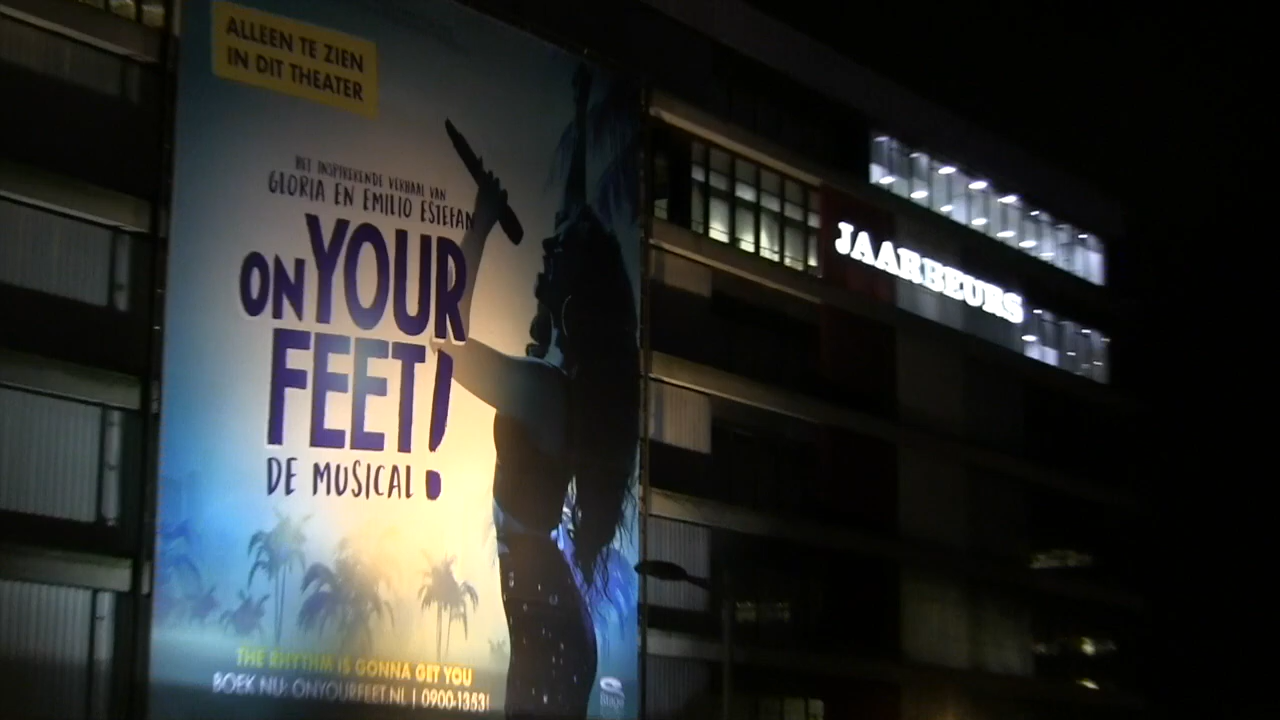 ALLEEN TE ZIEN
IN DIT THEATER
HET INSPIRERENDE VERHAAL VAN
GLORIA EN EMILIO ESTEFAN
ON YOUR
FEET!
DE MUSICAL
THE RHYTHM IS GONNA GET YOU
BOEK NU: ONYOURFEET.NL | 0900-1353
JAARBEURS